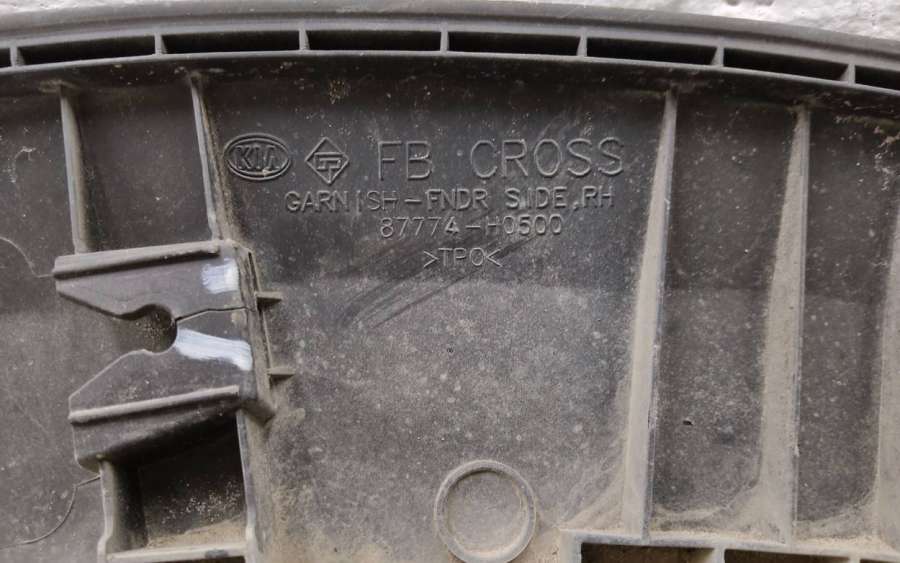 KIA FB CROSS
GARNISH-FNDR SIDE,RH
87774-H0500
>TPO<